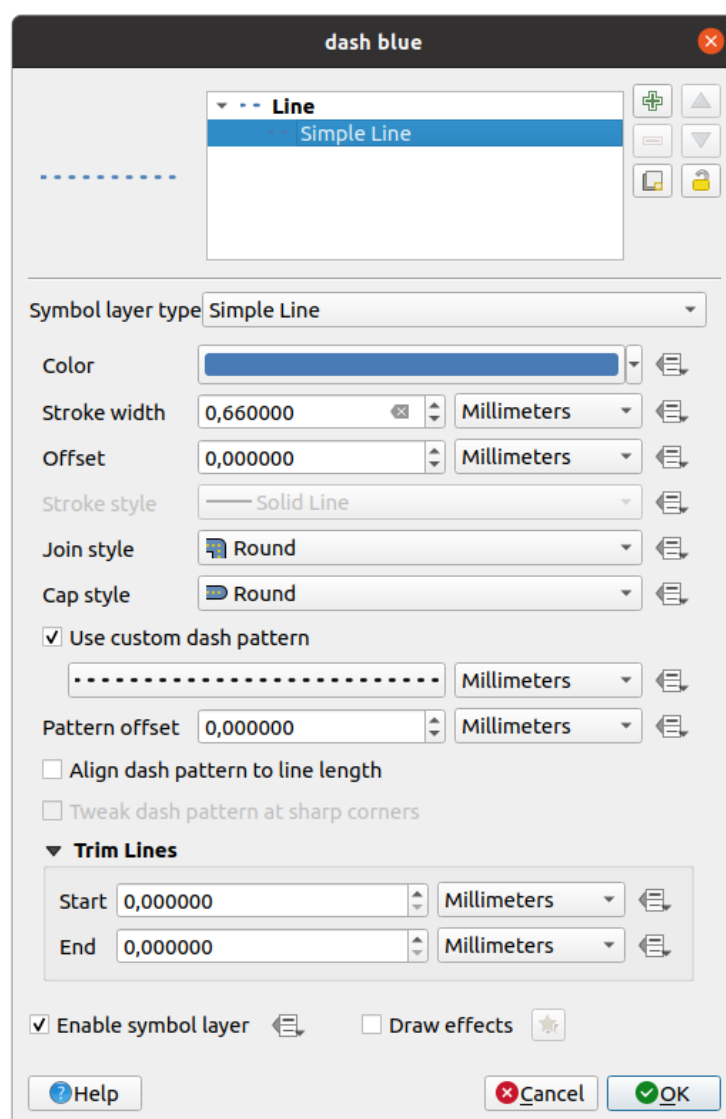 dash blue
Line
Simple Line
Symbol layer type Simple Line
Color
Stroke width 0,660000 Millimeters
Offset 0,000000 Millimeters
Stroke style Solid Line
Join style Round
Cap style Round
Use custom dash pattern
Millimeters
Pattern offset 0,000000 Millimeters
Align dash pattern to line length
Tweak dash pattern at sharp corners
Trim Lines
Start 0,000000 Millimeters
End 0,000000 Millimeters
Enable symbol layer Draw effects
Help Cancel OK